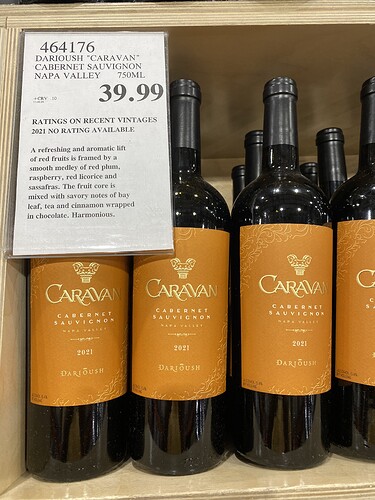 464176
DARIOUSH "CARAVAN"
CABERNET SAUVIGNON
NAPA VALLEY 750ML
+CRV .10
39.99
RATINGS ON RECENT VINTAGES
2021 NO RATING AVAILABLE
A refreshing and aromatic lift
of red fruits is framed by a
smooth medley of red plum,
raspberry, red licorice and
sassafras. The fruit core is
mixed with savory notes of bay
leaf, tea and cinnamon wrapped
in chocolate. Harmonious.
CARAVAN
CABERNET
SAUVIGNON
NAPA VALLEY
2021
DARIOUSH
CARAVAN
CABERNET
SAUVIGNON
NAPA VALLEY
2021
DARIOUSH
CARAVAN
CABERNET
SAUVIGNON
NAPA VALLEY
2021
DARIOUSH
CA